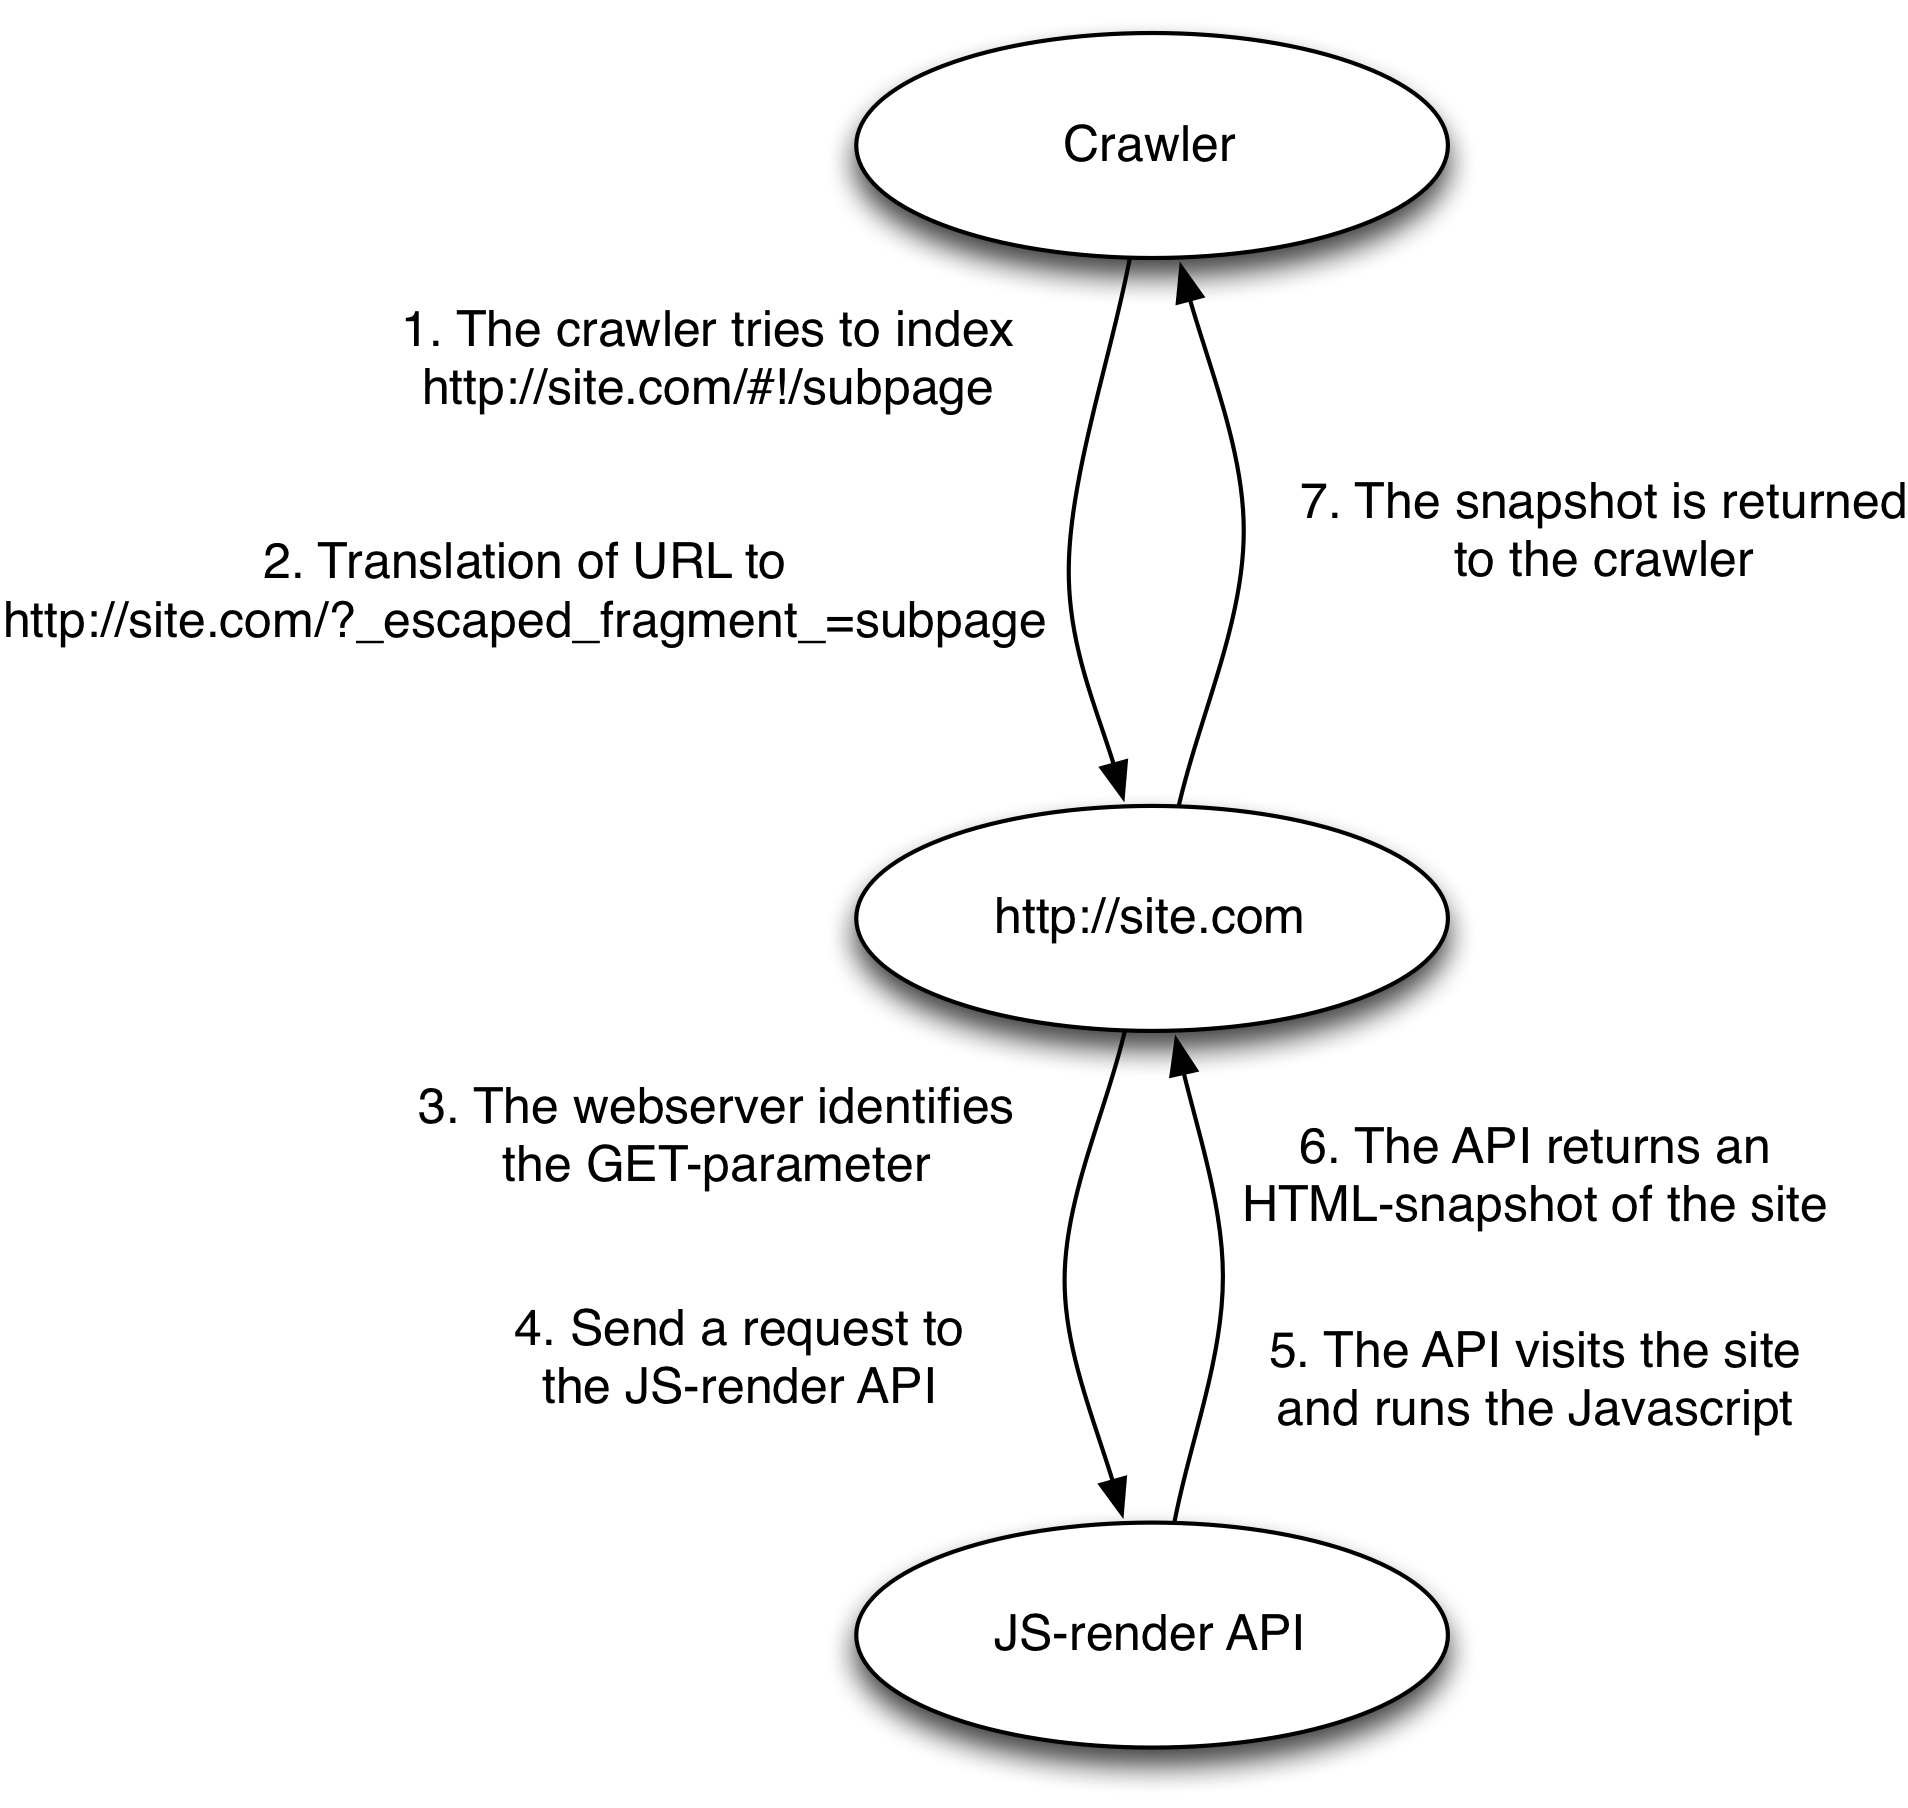 Crawler
1. The crawler tries to index
http://site.com/#!/subpage
2. Translation of URL to
http://site.com/?_escaped_fragment_=subpage
7. The snapshot is returned
to the crawler
http://site.com
3. The webserver identifies
the GET-parameter
4. Send a request to
the JS-render API
6. The API returns an
HTML-snapshot of the site
5. The API visits the site
and runs the Javascript
JS-render API